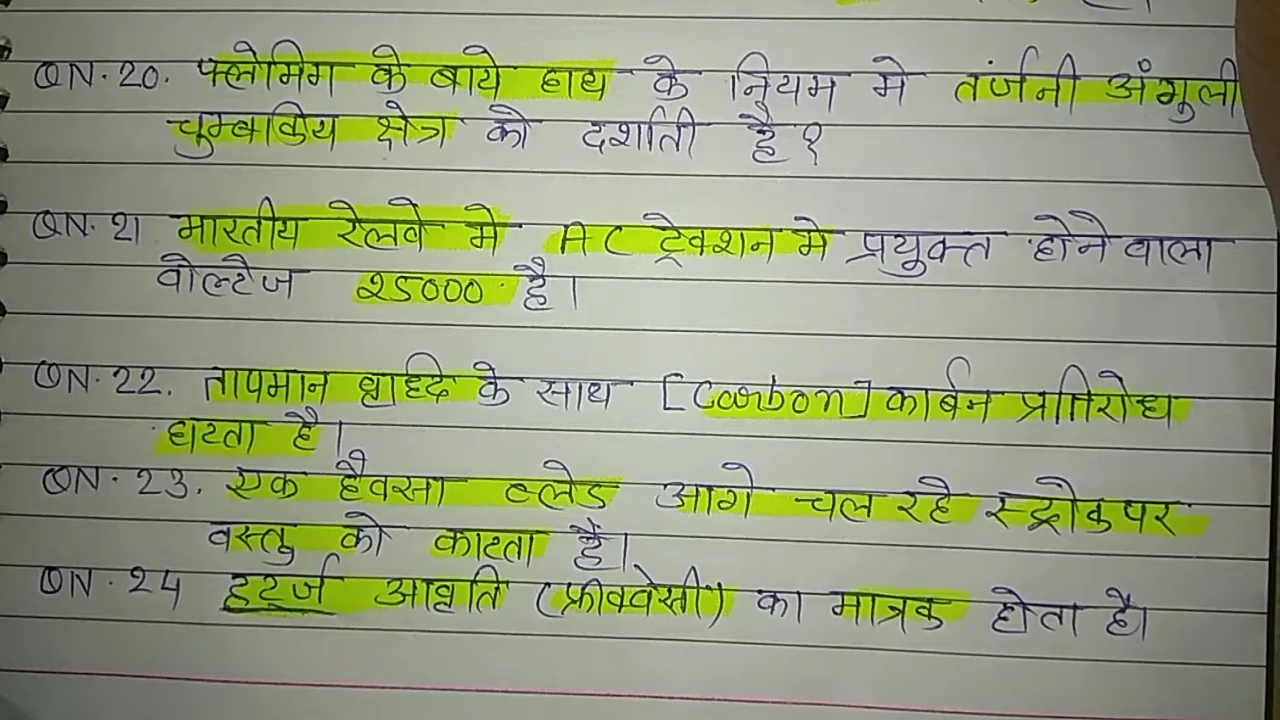 QN. 20. फ्लेमिंग के बाये हाथ के नियम मे तर्जनी अंगुली
चुम्बकिय क्षेत्र को दर्शाती है ?
QN. 21 भारतीय रेलवे मे AC ट्रेक्शन मे प्रयुक्त होने वाला
वोल्टेज 25000 है।
QN. 22. तापमान वृद्धि के साथ [Carbon] कार्बन प्रतिरोध
घटता है।
QN. 23. एक हैक्सा ब्लेड आगे चल रहे स्ट्रोक पर
वस्तु को काटता है।
QN. 24 हर्ट्ज आवृति (फ्रीक्वेंसी) का मात्रक होता है।